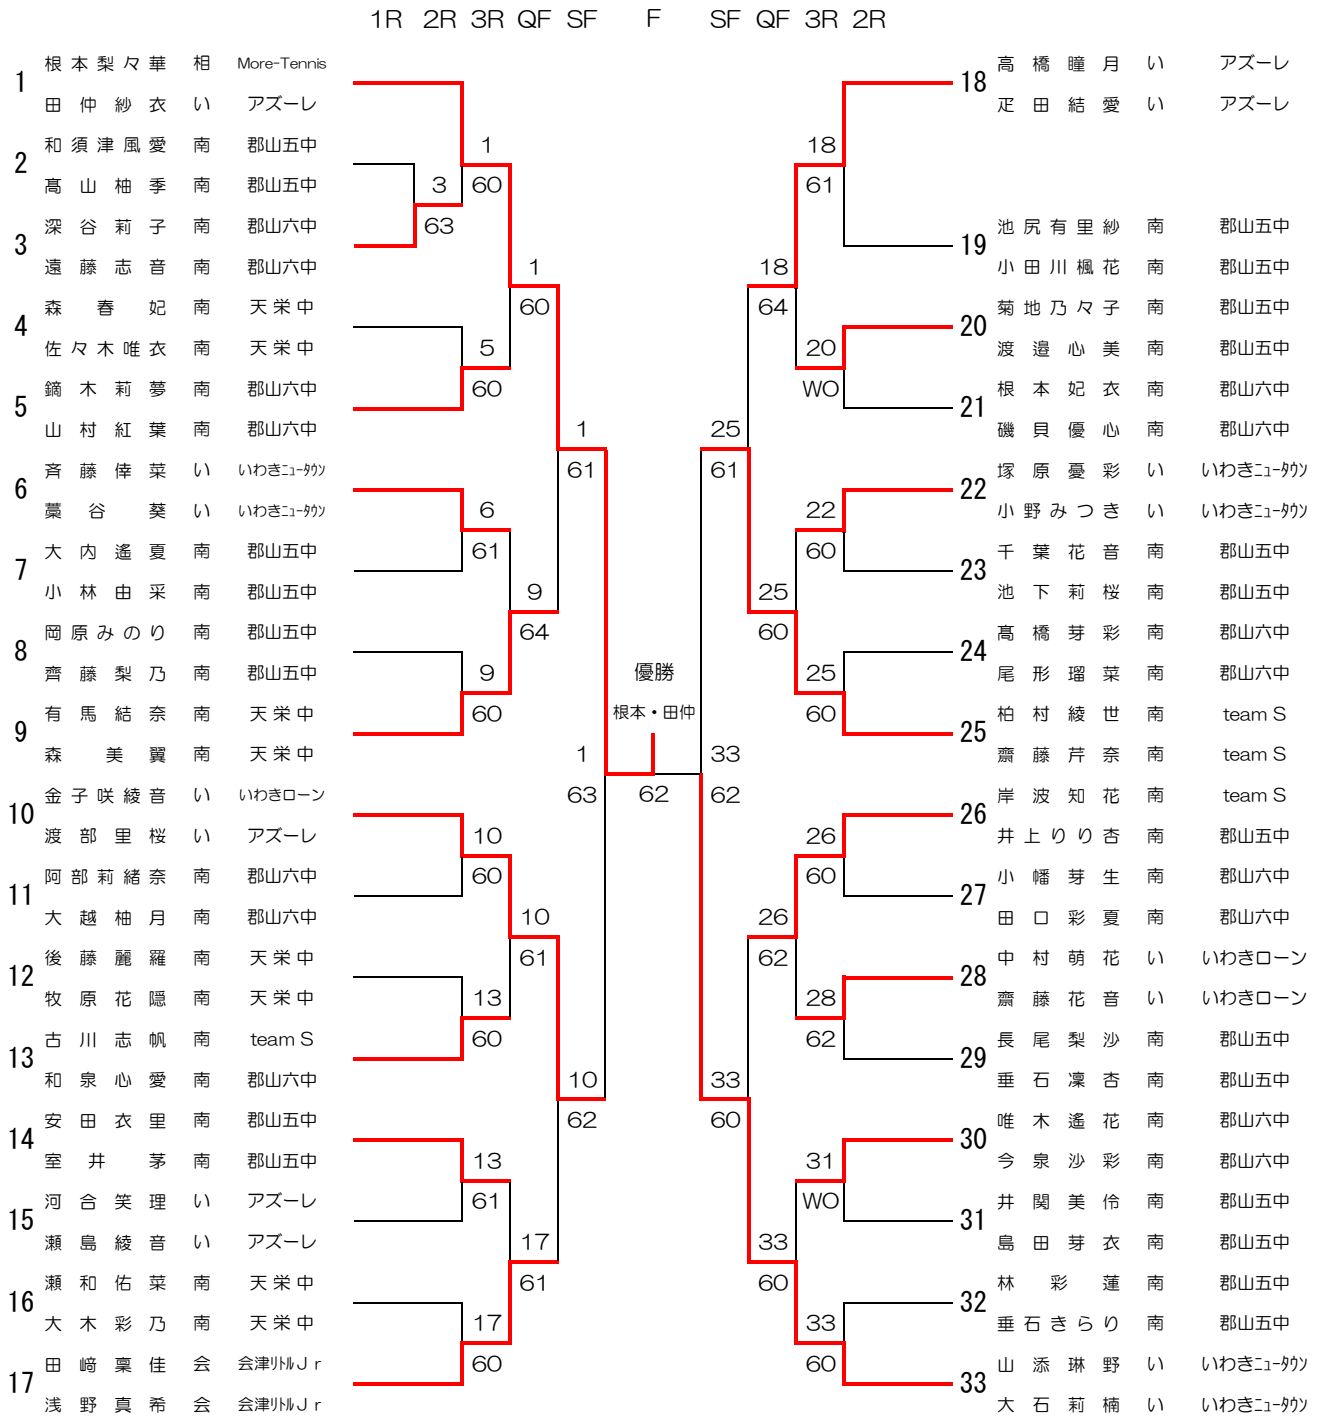 1R 2R 3R QF SF F SF QF 3R 2R
1 根本梨々華 相 More-Tennis
田仲紗衣 い アズーレ
2 和須津風愛 南 郡山五中
髙山柚季 南 郡山五中
3 深谷莉子 南 郡山六中
遠藤志音 南 郡山六中
4 森春妃 南 天栄中
佐々木唯衣 南 天栄中
5 鏑木莉夢 南 郡山六中
山村紅葉 南 郡山六中
6 斉藤倖菜 い いわきニュータウン
藁谷葵 い いわきニュータウン
7 大内遙夏 南 郡山五中
小林由采 南 郡山五中
8 岡原みのり 南 郡山五中
齊藤梨乃 南 郡山五中
9 有馬結奈 南 天栄中
森美翼 南 天栄中
10 金子咲綾音 い いわきローン
渡部里桜 い アズーレ
11 阿部莉緒奈 南 郡山六中
大越柚月 南 郡山六中
12 後藤麗羅 南 天栄中
牧原花隠 南 天栄中
13 古川志帆 南 team S
和泉心愛 南 郡山六中
14 安田衣里 南 郡山五中
室井茅 南 郡山五中
15 河合笑理 い アズーレ
瀬島綾音 い アズーレ
16 瀬和佑菜 南 天栄中
大木彩乃 南 天栄中
17 田﨑稟佳 会 会津リトルJr
浅野真希 会 会津リトルJr
3
63
1
60
5
60
6
61
9
60
10
60
13
60
13
61
17
60
1
60
9
64
10
61
17
61
1
61
10
62
1
63
優勝
根本・田仲
62
33
62
25
61
33
60
18
64
25
60
26
62
33
60
18
61
20
WO
22
60
25
60
26
60
28
62
31
WO
33
60
18 高橋瞳月 い アズーレ
疋田結愛 い アズーレ
19 池尻有里紗 南 郡山五中
小田川楓花 南 郡山五中
20 菊地乃々子 南 郡山五中
渡邉心美 南 郡山五中
21 根本妃衣 南 郡山六中
磯貝優心 南 郡山六中
22 塚原憂彩 い いわきニュータウン
小野みつき い いわきニュータウン
23 千葉花音 南 郡山五中
池下莉桜 南 郡山五中
24 髙橋芽彩 南 郡山六中
尾形瑠菜 南 郡山六中
25 柏村綾世 南 team S
齋藤芹奈 南 team S
26 岸波知花 南 team S
井上りり杏 南 郡山五中
27 小幡芽生 南 郡山六中
田口彩夏 南 郡山六中
28 中村萌花 い いわきローン
齋藤花音 い いわきローン
29 長尾梨沙 南 郡山五中
垂石凜杏 南 郡山五中
30 唯木遙花 南 郡山六中
今泉沙彩 南 郡山六中
31 井関美伶 南 郡山五中
島田芽衣 南 郡山五中
32 林彩蓮 南 郡山五中
垂石きらり 南 郡山五中
33 山添琳野 い いわきニュータウン
大石莉楠 い いわきニュータウン